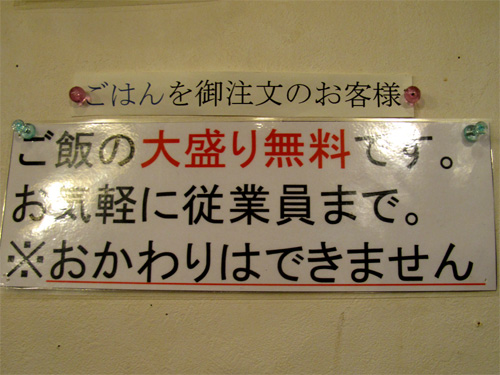 ごはんを御注文のお客様
ご飯の大盛り無料です。
お気軽に従業員まで。
※おかわりはできません